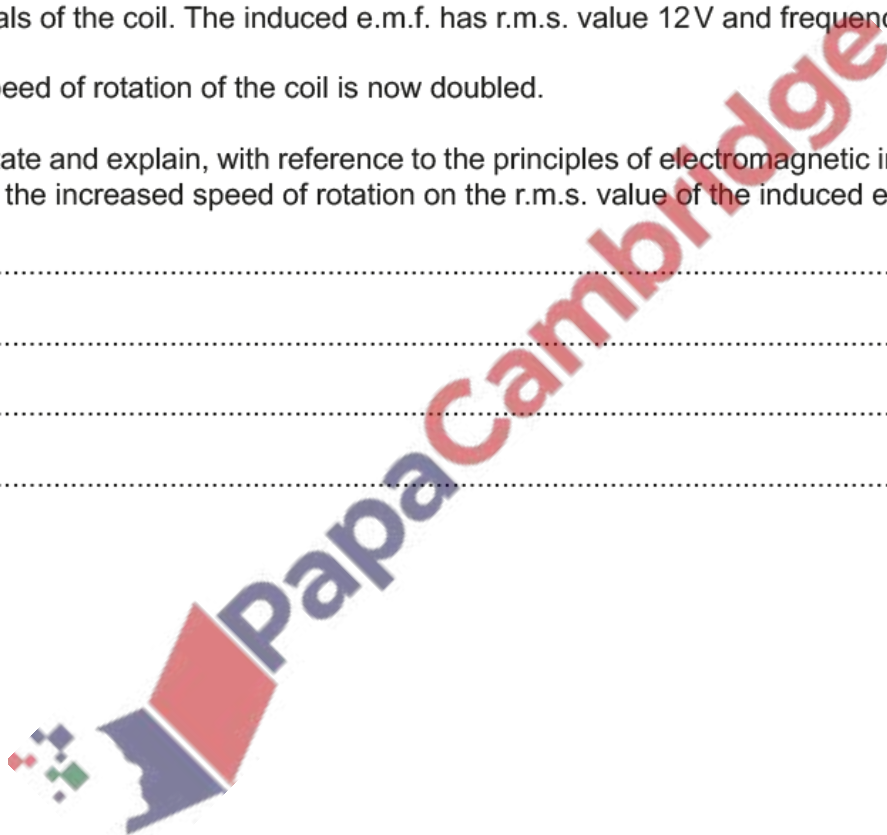 als of the coil. The induced e.m.f. has r.m.s. value 12 V and frequenc
eed of rotation of the coil is now doubled.
ate and explain, with reference to the principles of electromagnetic i
the increased speed of rotation on the r.m.s. value of the induced e
PapaCambridge